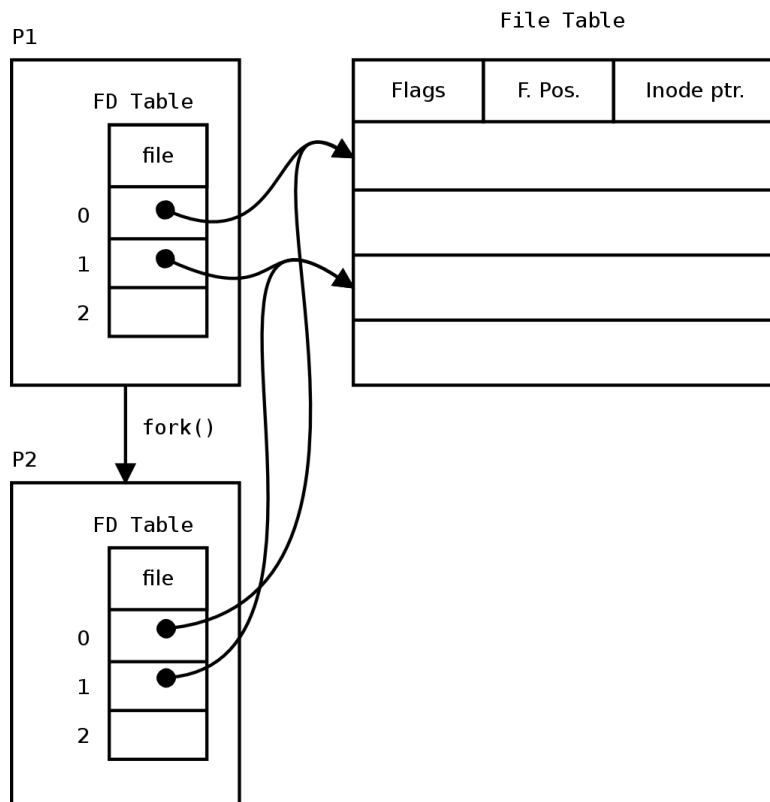 File Table
P1
Flags F. Pos. Inode ptr.
FD Table
file
0
1
2
fork()
P2
FD Table
file
0
1
2